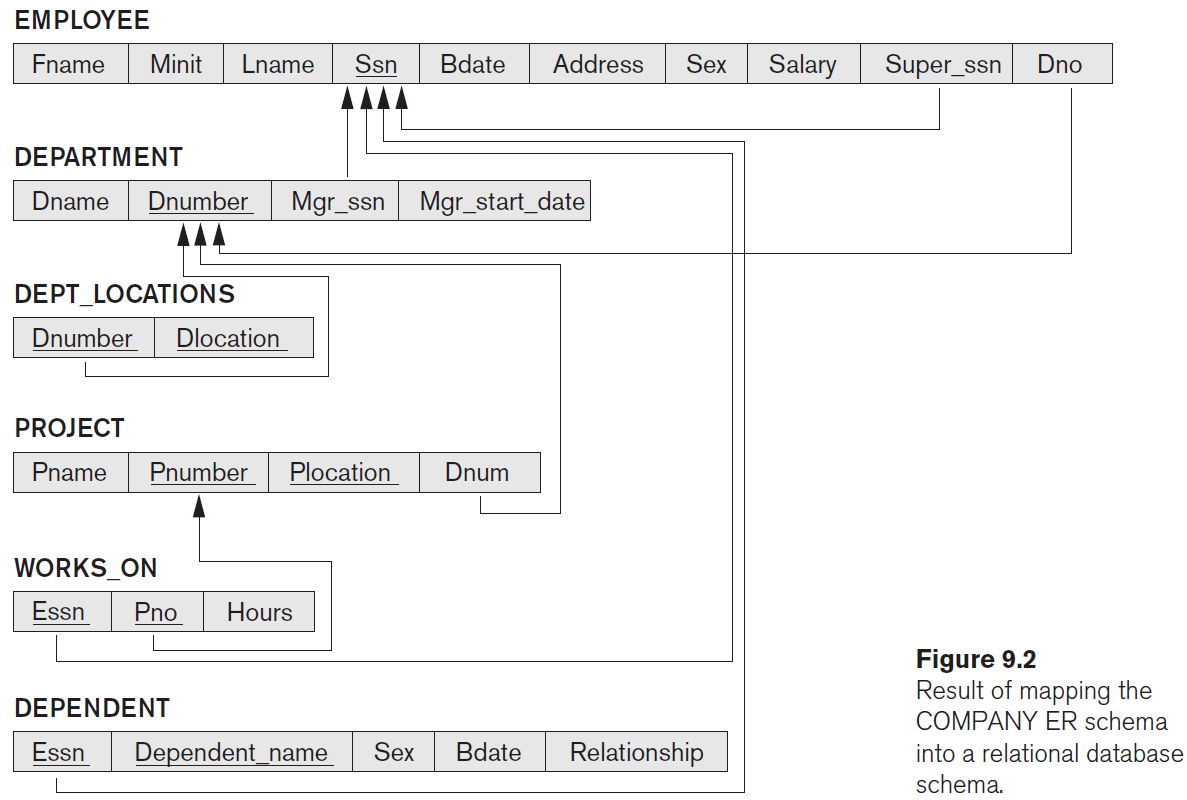 EMPLOYEE
Fname Minit Lname Ssn Bdate Address Sex Salary Super_ssn Dno
DEPARTMENT
Dname Dnumber Mgr_ssn Mgr_start_date
DEPT_LOCATIONS
Dnumber Dlocation
PROJECT
Pname Pnumber Plocation Dnum
WORKS_ON
Essn Pno Hours
DEPENDENT
Essn Dependent_name Sex Bdate Relationship
Figure 9.2
Result of mapping the
COMPANY ER schema
into a relational database
schema.